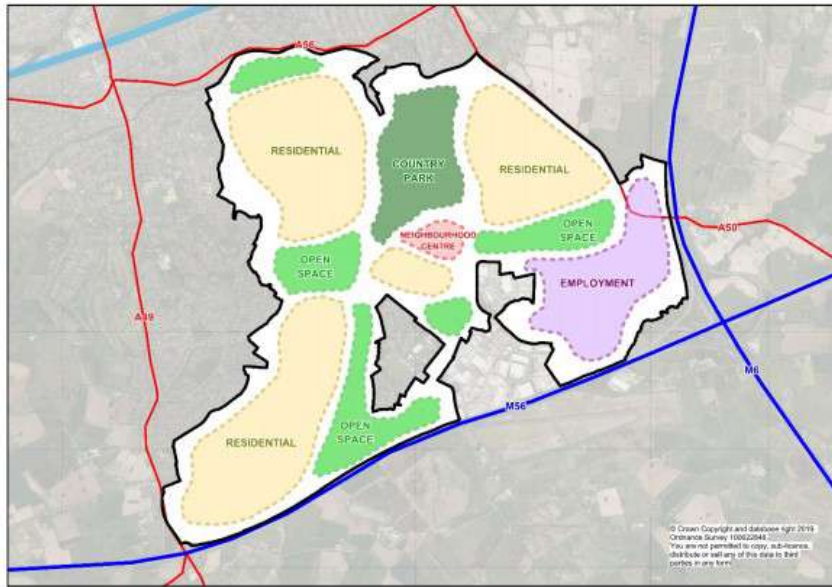 A56
RESIDENTIAL
COUNTRY
PARK
RESIDENTIAL
NEIGHBOURHOOD
CENTRE
OPEN
SPACE
A50
OPEN
SPACE
EMPLOYMENT
A49
M6
M56
OPEN
SPACE
RESIDENTIAL
© Crown Copyright and database right 2019.
Ordnance Survey 100022848.
You are not permitted to copy, sub-licence,
distribute or sell any of this data to third
parties in any form